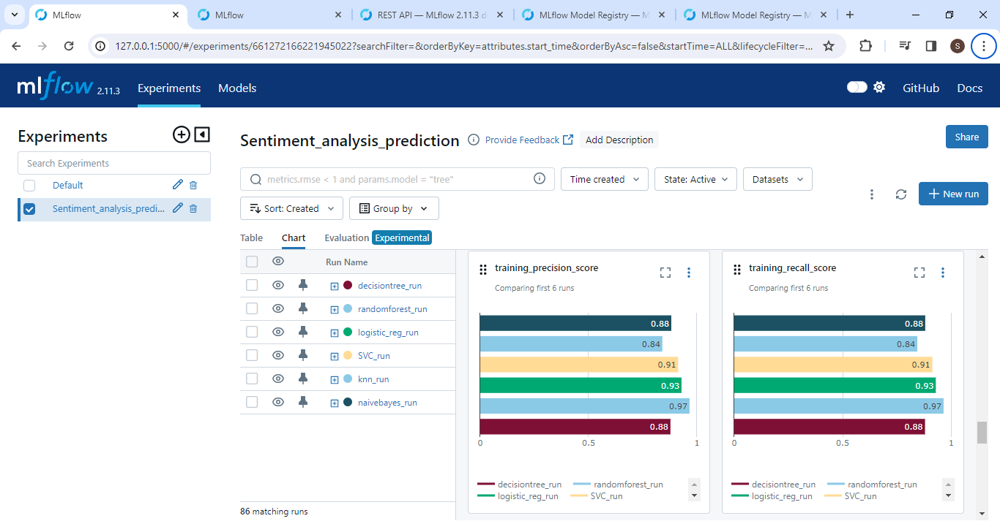 MLflow
MLflow
REST API — MLflow 2.11.3 d
MLflow Model Registry — M
MLflow Model Registry — M
127.0.0.1:5000/#/experiments/661272166221945022?searchFilter=&orderByKey=attributes.start_time&orderByAsc=false&startTime=ALL&lifecycleFilter=...
S
mlflow 2.11.3
Experiments
Models
GitHub
Docs
Experiments
Search Experiments
Default
Sentiment_analysis_predi...
Sentiment_analysis_prediction
Provide Feedback
Add Description
Share
metrics.rmse < 1 and params.model = "tree"
Time created
State: Active
Datasets
Sort: Created
Group by
New run
Table
Chart
Evaluation
Experimental
Run Name
decisiontree_run
randomforest_run
logistic_reg_run
SVC_run
knn_run
naivebayes_run
86 matching runs
training_precision_score
Comparing first 6 runs
0.88
0.84
0.91
0.93
0.97
0.88
0 0.5 1
decisiontree_run randomforest_run
logistic_reg_run SVC_run
training_recall_score
Comparing first 6 runs
0.88
0.84
0.91
0.93
0.97
0.88
0 0.5 1
decisiontree_run randomforest_run
logistic_reg_run SVC_run